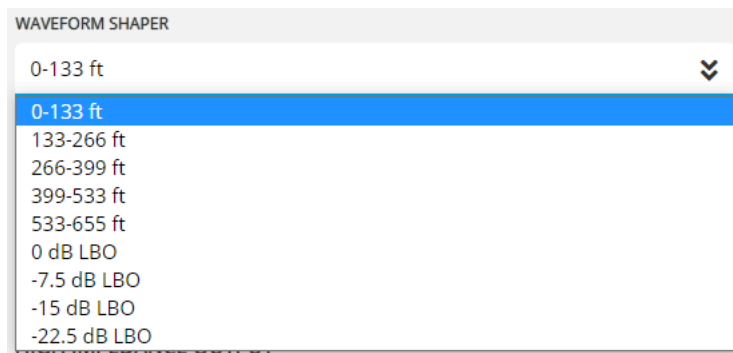 WAVEFORM SHAPER
0-133 ft
0-133 ft
133-266 ft
266-399 ft
399-533 ft
533-655 ft
0 dB LBO
-7.5 dB LBO
-15 dB LBO
-22.5 dB LBO